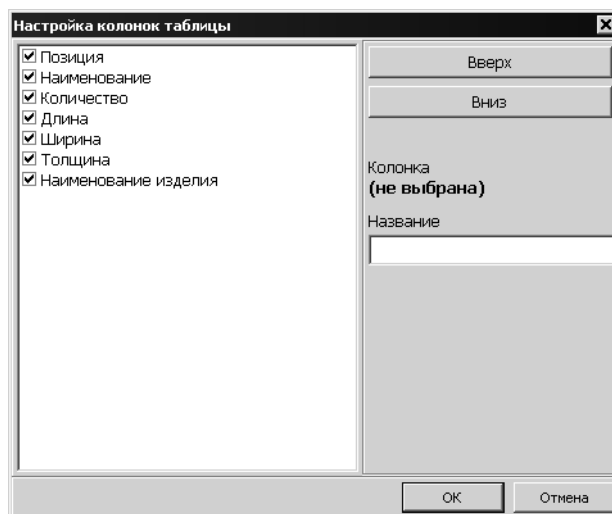 Настройка колонок таблицы
Позиция
Наименование
Количество
Длина
Ширина
Толщина
Наименование изделия
Вверх
Вниз
Колонка
(не выбрана)
Название
ОК
Отмена